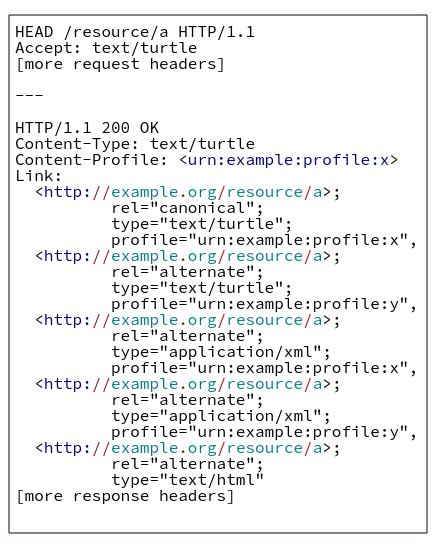 HEAD /resource/a HTTP/1.1
Accept: text/turtle
[more request headers]
---
HTTP/1.1 200 OK
Content-Type: text/turtle
Content-Profile: <urn:example:profile:x>
Link:
<http://example.org/resource/a>;
rel="canonical";
type="text/turtle";
profile="urn:example:profile:x",
<http://example.org/resource/a>;
rel="alternate";
type="text/turtle";
profile="urn:example:profile:y",
<http://example.org/resource/a>;
rel="alternate";
type="application/xml";
profile="urn:example:profile:x",
<http://example.org/resource/a>;
rel="alternate";
type="application/xml";
profile="urn:example:profile:y",
<http://example.org/resource/a>;
rel="alternate";
type="text/html"
[more response headers]